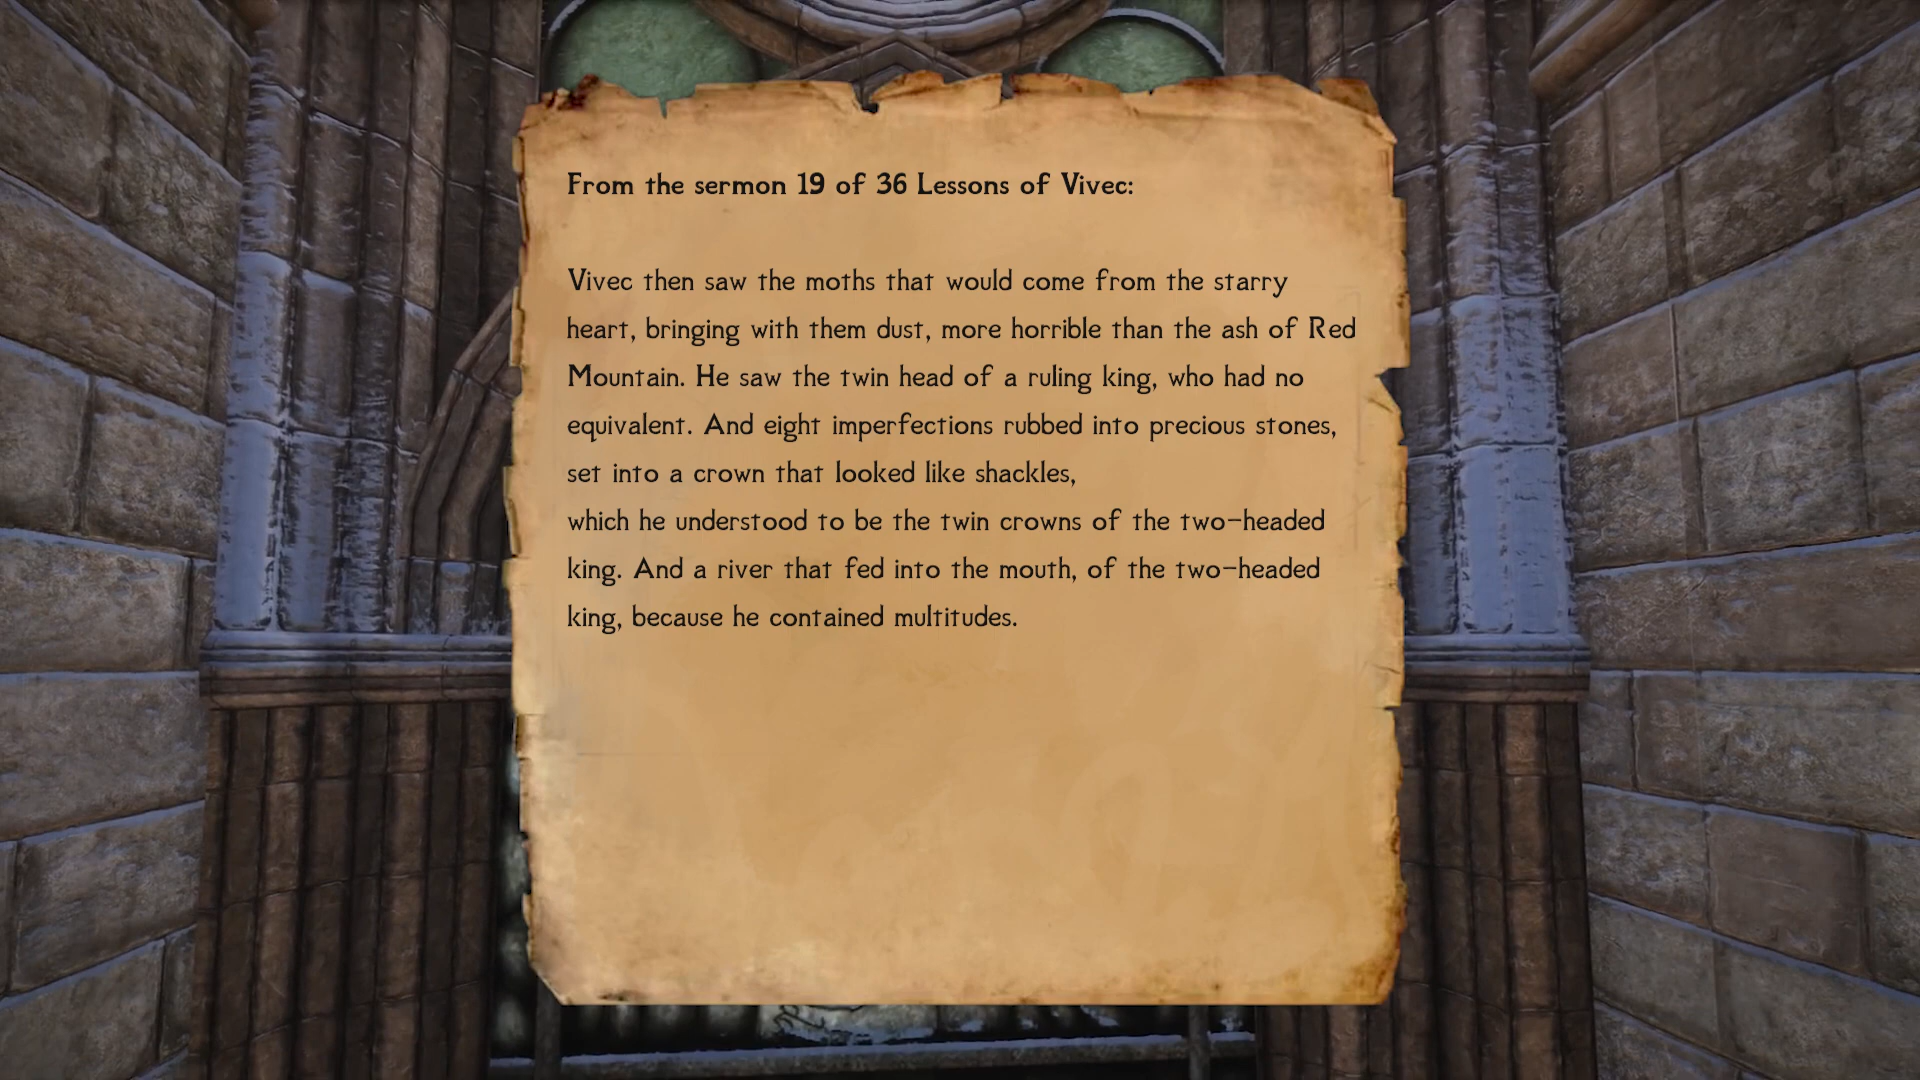 From the sermon 19 of 36 Lessons of Vivec:
Vivec then saw the moths that would come from the starry
heart, bringing with them dust, more horrible than the ash of Red
Mountain. He saw the twin head of a ruling king, who had no
equivalent. And eight imperfections rubbed into precious stones,
set into a crown that looked like shackles,
which he understood to be the twin crowns of the two-headed
king. And a river that fed into the mouth, of the two-headed
king, because he contained multitudes.